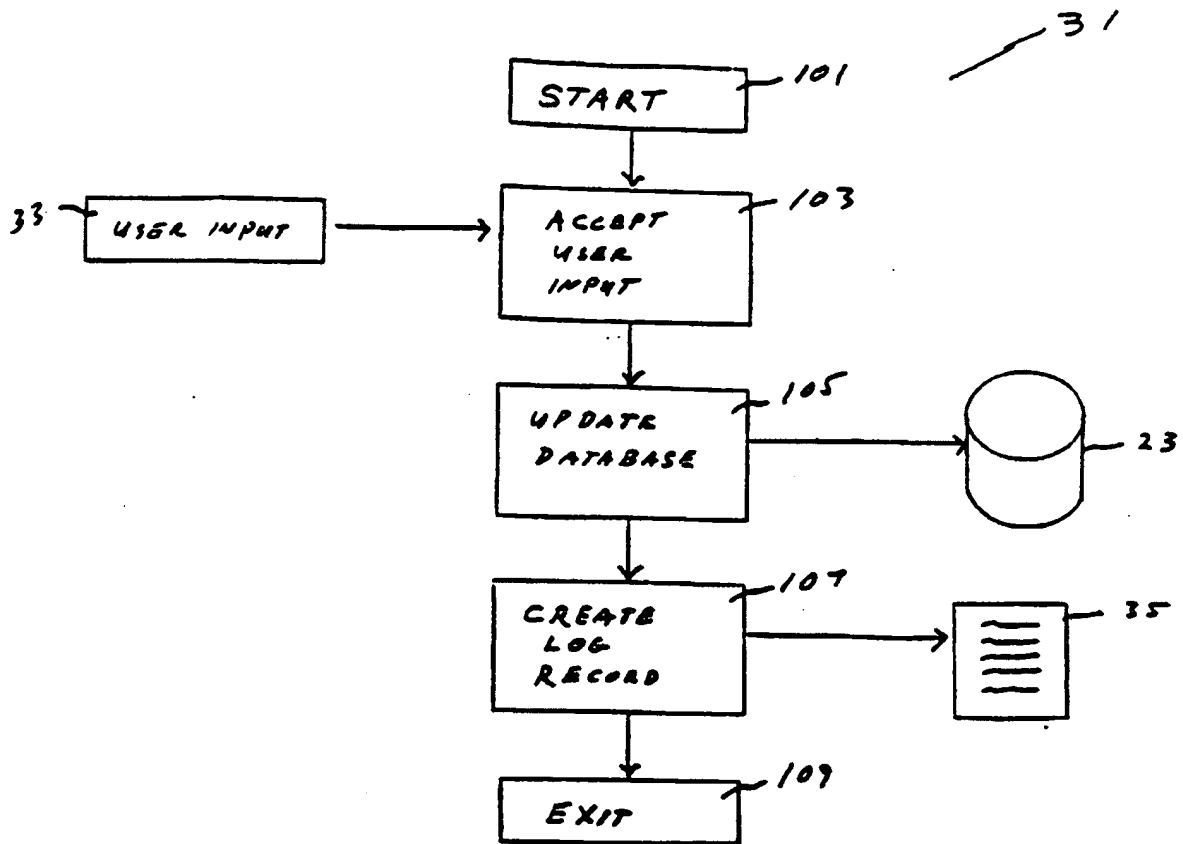 31
START
101
33
USER INPUT
ACCEPT
USER
INPUT
103
UPDATE
DATABASE
105
23
CREATE
LOG
RECORD
107
35
EXIT
109